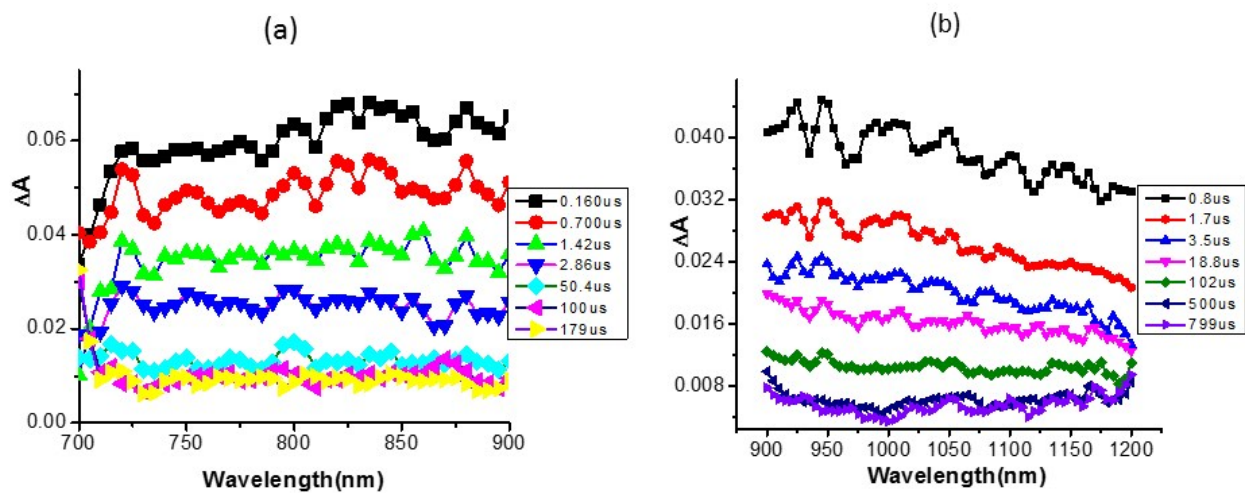 (a)
0.06
0.04
0.02
0.00
ΔA
700
750
800
850
900
Wavelength(nm)
0.160us
0.700us
1.42us
2.86us
50.4us
100us
179us
(b)
0.040
0.032
0.024
0.016
0.008
ΔA
900
950
1000
1050
1100
1150
1200
Wavelength(nm)
0.8us
1.7us
3.5us
18.8us
102us
500us
799us